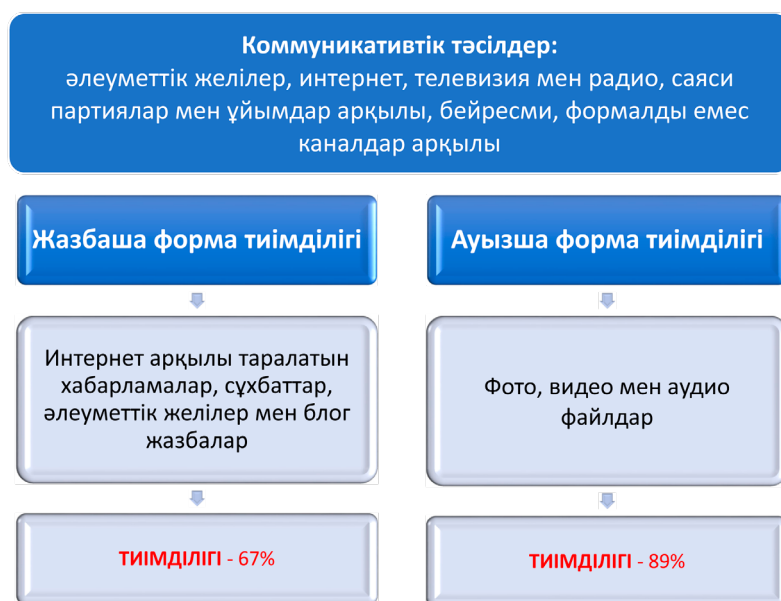 Коммуникативтік тәсілдер:
әлеуметтік желілер, интернет, телевизия мен радио, саяси
партиялар мен ұйымдар арқылы, бейресми, формалды емес
каналдар арқылы
Жазбаша форма тиімділігі
Ауызша форма тиімділігі
Интернет арқылы таралатын
хабарламалар, сұхбаттар,
әлеуметтік желілер мен блог
жазбалар
Фото, видео мен аудио
файлдар
ТИІМДІЛІГІ - 67%
ТИІМДІЛІГІ - 89%